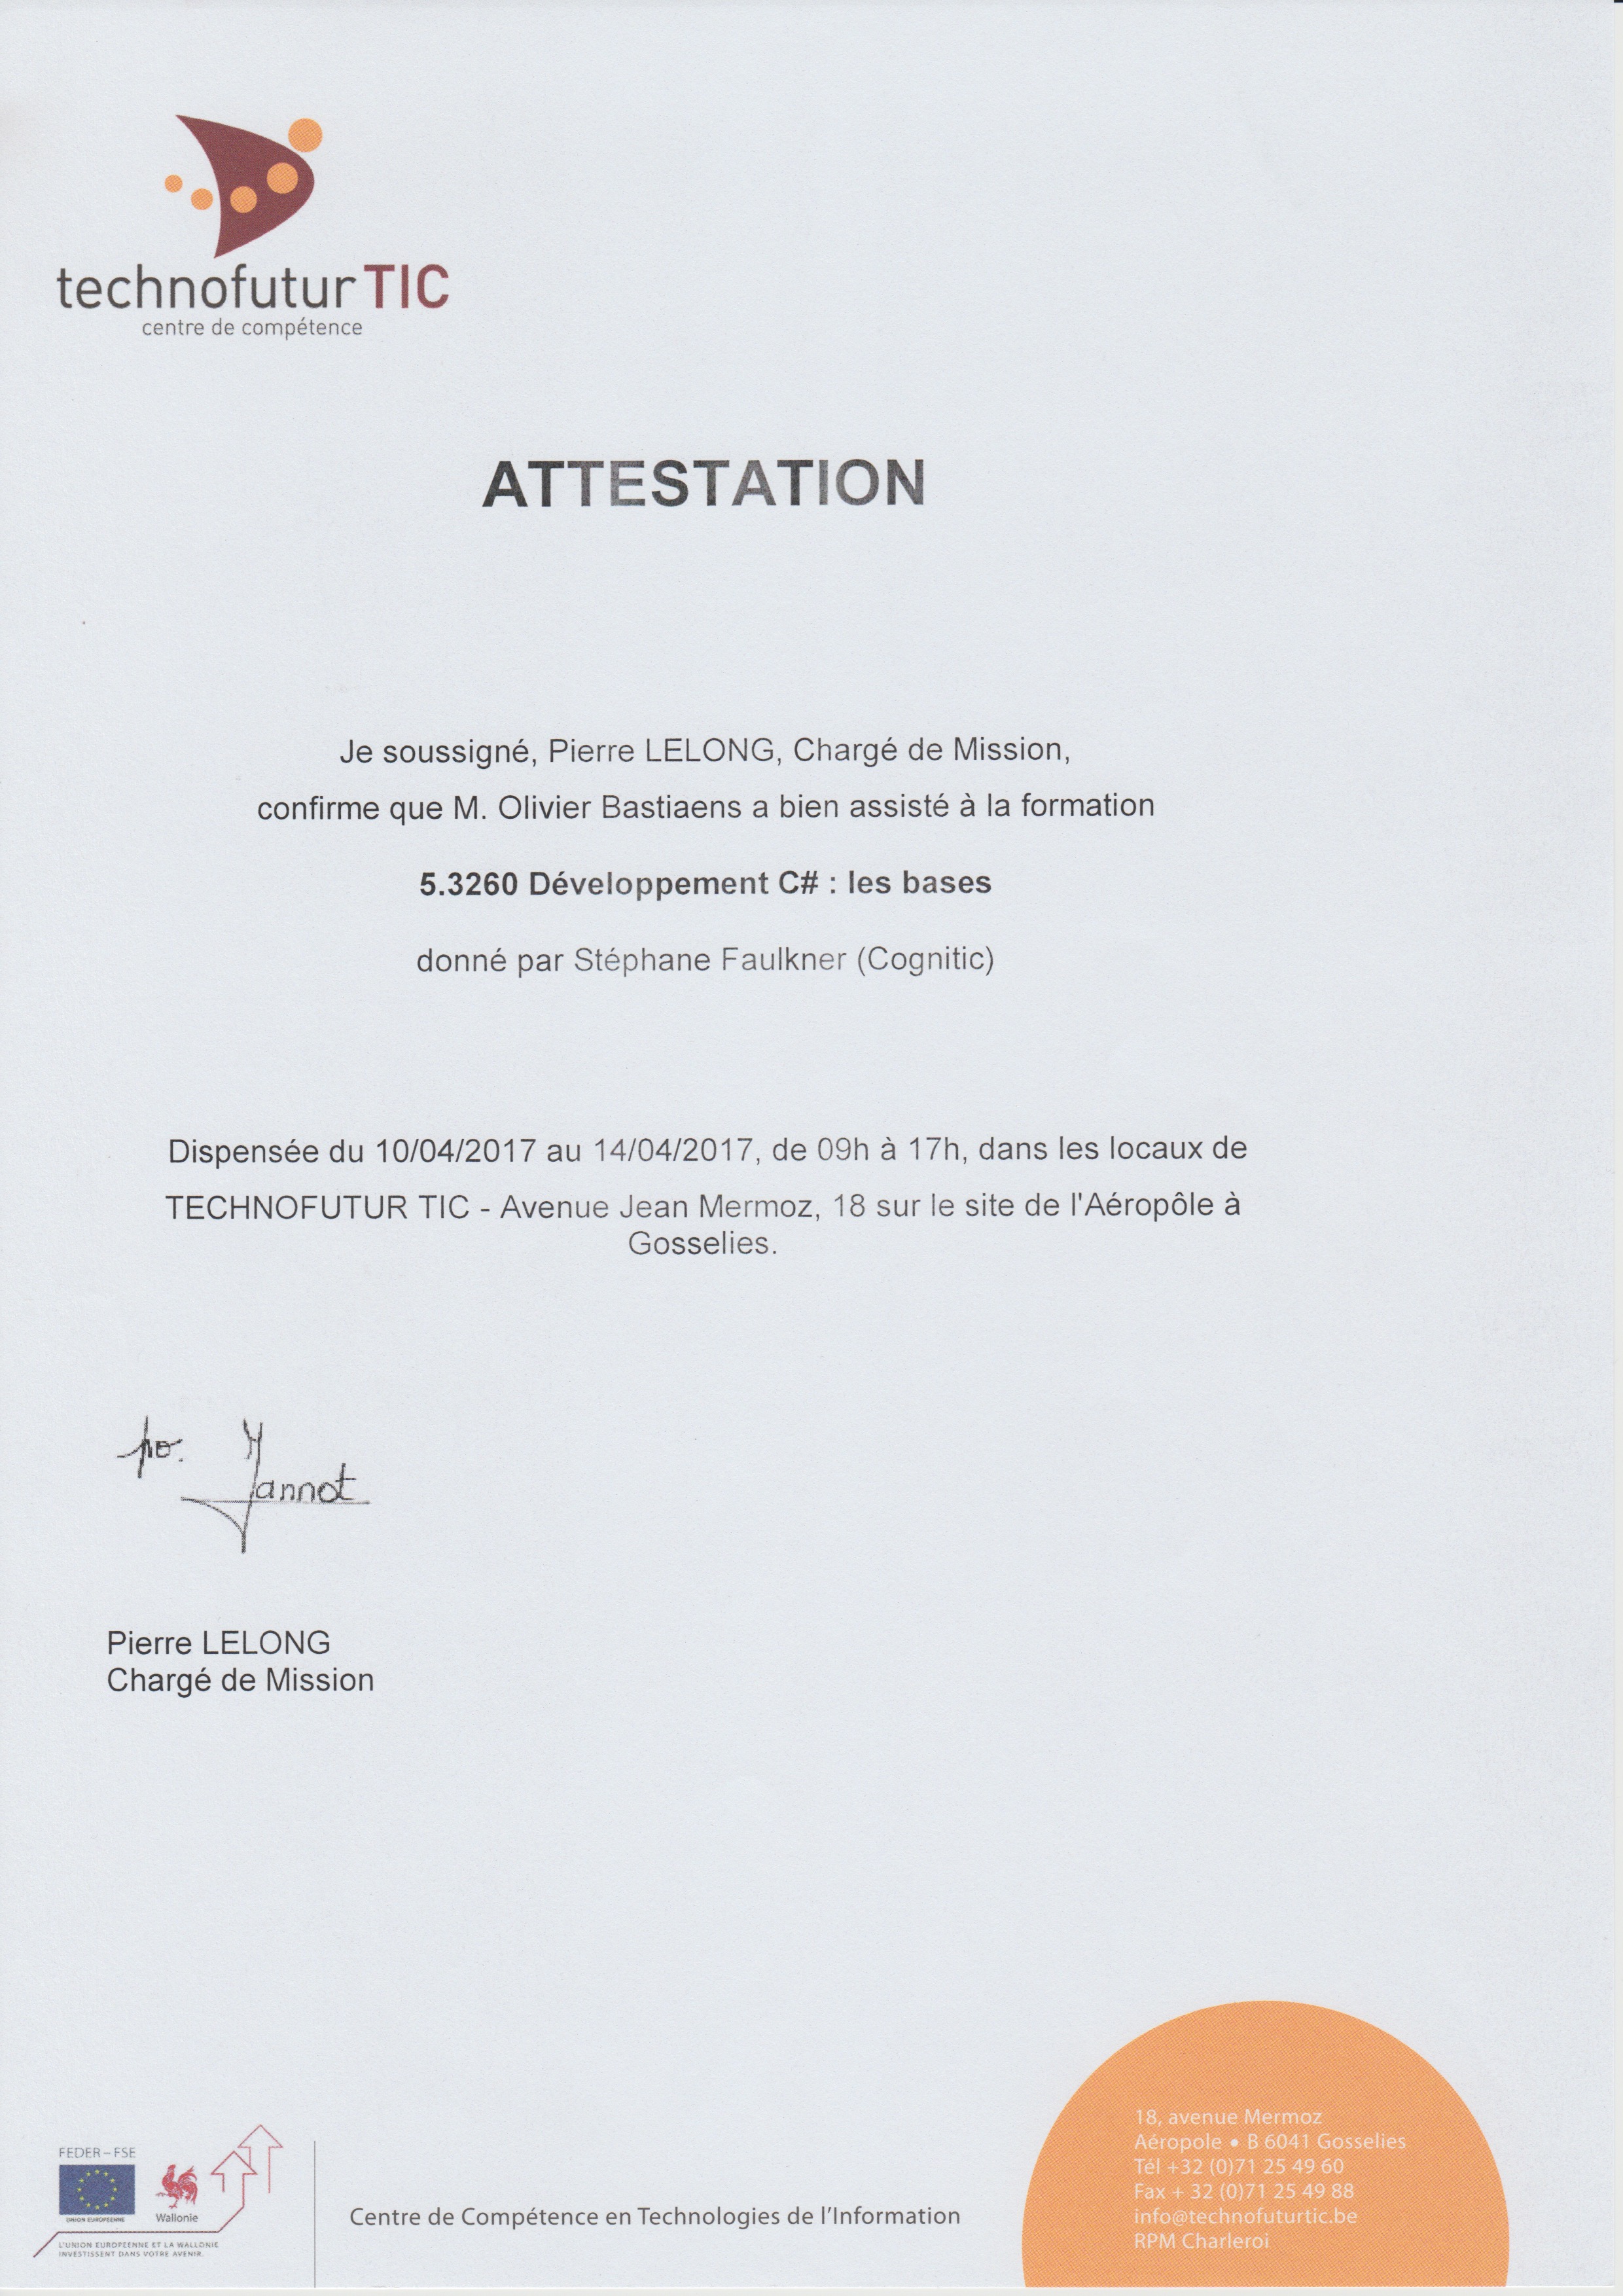 technofutur TIC
centre de compétence
ATTESTATION
Je soussigné, Pierre LELONG, Chargé de Mission,
confirme que M. Olivier Bastiaens a bien assisté à la formation
5.3260 Développement C# : les bases
donné par Stéphane Faulkner (Cognitic)
Dispensée du 10/04/2017 au 14/04/2017, de 09h à 17h, dans les locaux de
TECHNOFUTUR TIC - Avenue Jean Mermoz, 18 sur le site de l'Aéropôle à
Gosselies.
po. Y
Jannot
Pierre LELONG
Chargé de Mission
FEDER – FSE
UNION EUROPEENNE
Wallonie
L'UNION EUROPEENNE ET LA WALLONIE
INVESTISSENT DANS VOTRE AVENIR.
Centre de Compétence en Technologies de l'Information
18, avenue Mermoz
Aéropole • B 6041 Gosselies
Tél +32 (0)71 25 49 60
Fax + 32 (0)71 25 49 88
info@technofuturtic.be
RPM Charleroi